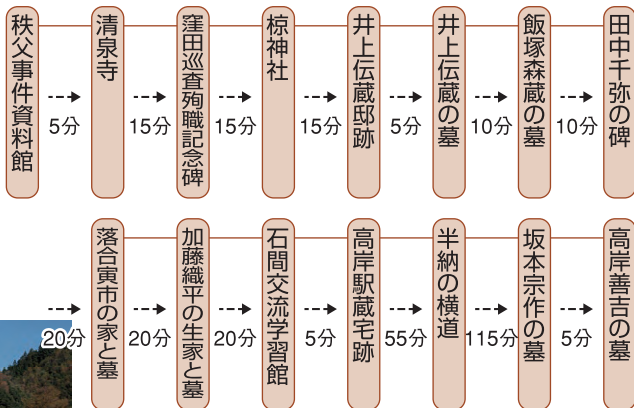 秩父事件資料館
5分
清泉寺
15分
窪田巡査殉職記念碑
15分
椋神社
15分
井上伝蔵邸跡
5分
井上伝蔵の墓
10分
飯塚森蔵の墓
10分
田中千弥の碑
20分
落合寅市の家と墓
20分
加藤織平の生家と墓
20分
石間交流学習館
5分
高岸駅蔵宅跡
55分
半納の横道
115分
坂本宗作の墓
5分
高岸善吉の墓